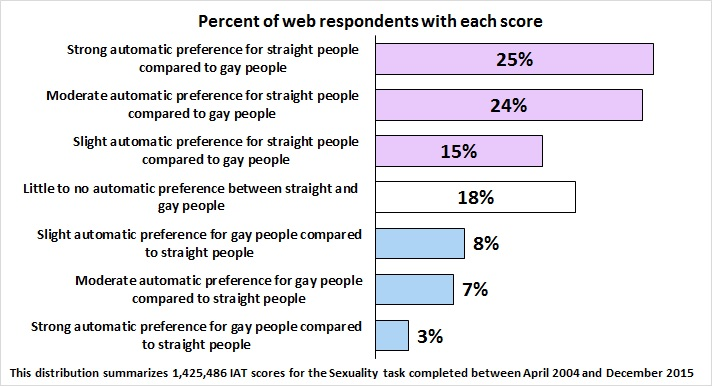 Percent of web respondents with each score
Strong automatic preference for straight people
compared to gay people
25%
Moderate automatic preference for straight people
compared to gay people
24%
Slight automatic preference for straight people
compared to gay people
15%
Little to no automatic preference between straight and
gay people
18%
Slight automatic preference for gay people compared
to straight people
8%
Moderate automatic preference for gay people
compared to straight people
7%
Strong automatic preference for gay people compared
to straight people
3%
This distribution summarizes 1,425,486 IAT scores for the Sexuality task completed between April 2004 and December 2015